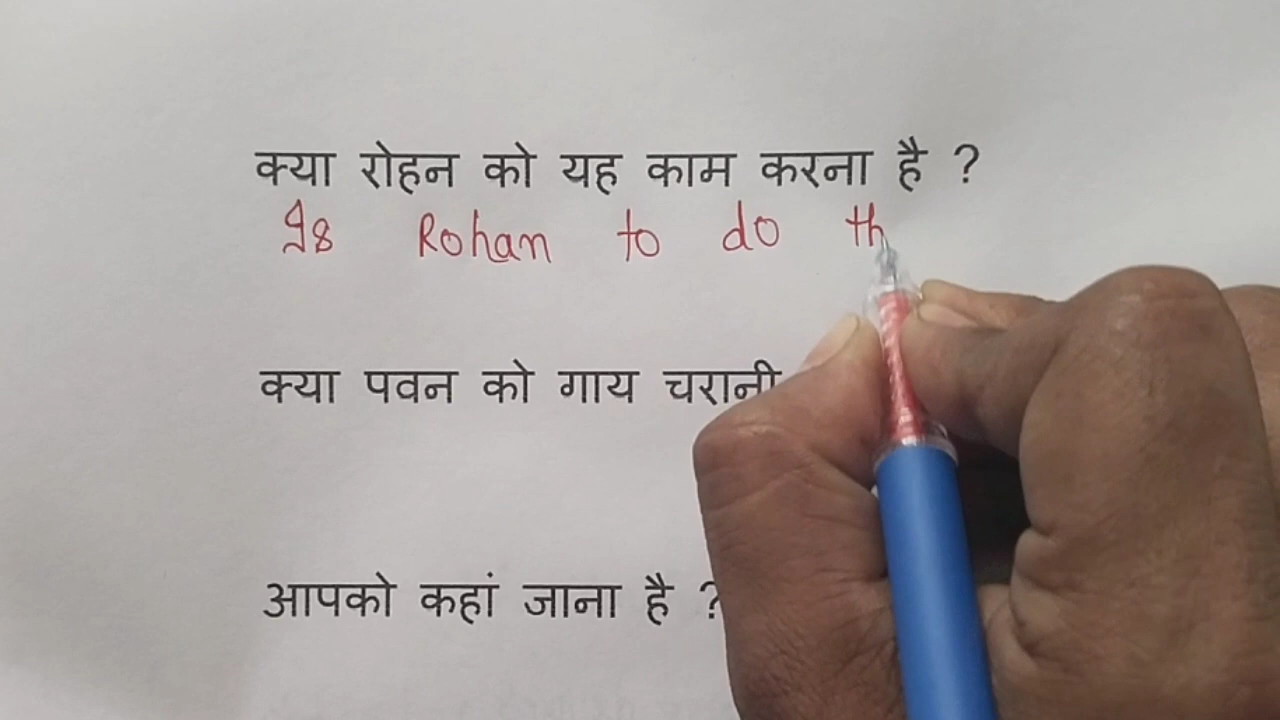 क्या रोहन को यह काम करना है ?
Is Rohan to do th
क्या पवन को गाय चरानी
आपको कहां जाना है ?